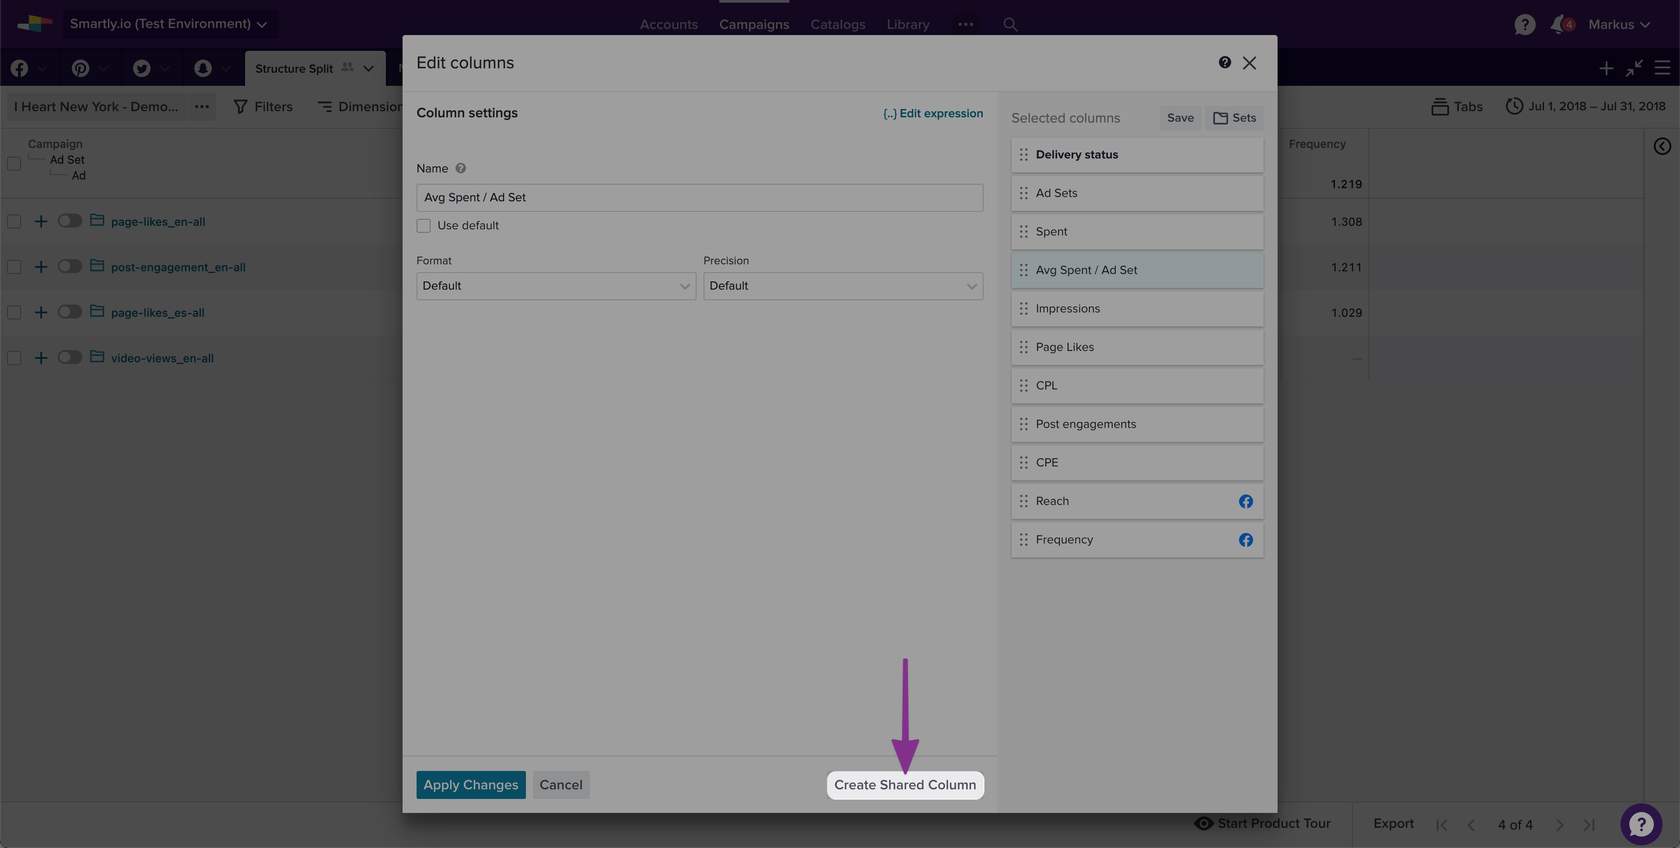 Smartly.io (Test Environment)
Accounts
Campaigns
Catalogs
Library
4
Markus
Structure Split
Edit columns
I Heart New York - Demo...
Filters
Dimension
Tabs
Jul 1, 2018 – Jul 31, 2018
Column settings
{..} Edit expression
Selected columns
Save
Sets
Campaign
Ad Set
Ad
Name
Avg Spent / Ad Set
Use default
Format
Precision
Default
Default
Delivery status
Ad Sets
Spent
Avg Spent / Ad Set
Impressions
Page Likes
CPL
Post engagements
CPE
Reach
Frequency
Frequency
1.219
page-likes_en-all
1.308
post-engagement_en-all
1.211
page-likes_es-all
1.029
video-views_en-all
—
Apply Changes
Cancel
Create Shared Column
Start Product Tour
Export
4 of 4